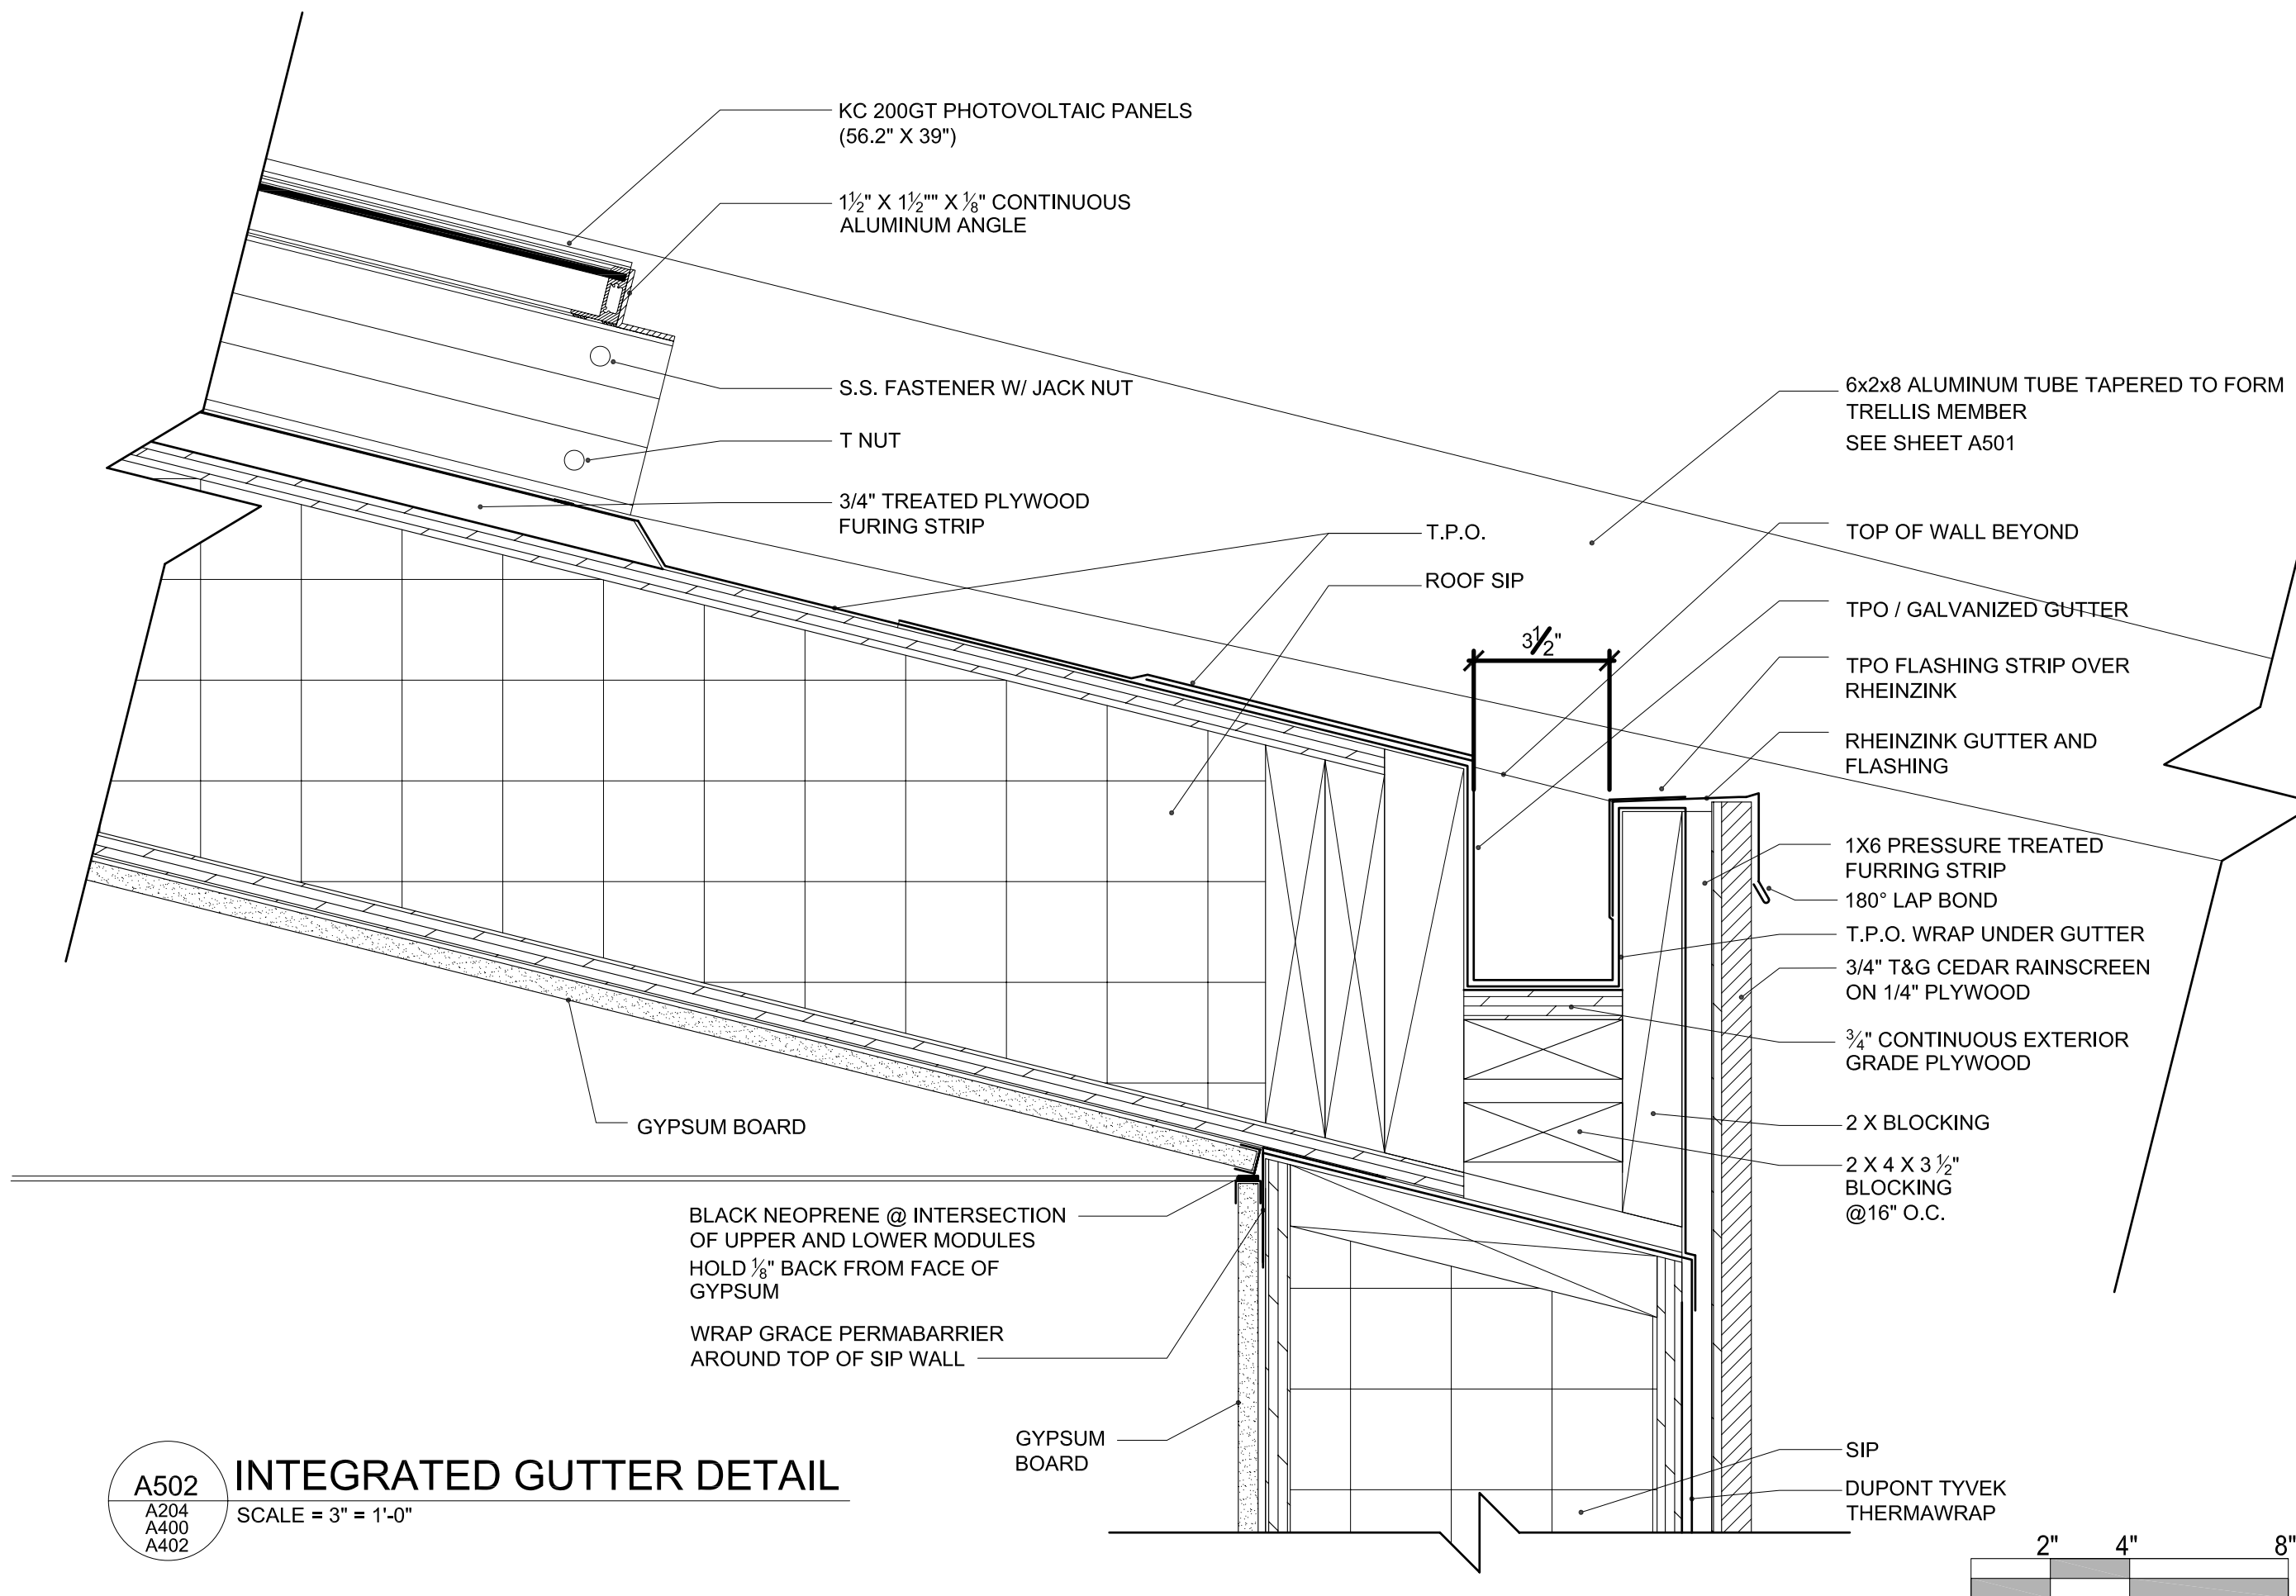 KC 200GT PHOTOVOLTAIC PANELS
(56.2" X 39")
1½" X 1½"" X ⅛" CONTINUOUS
ALUMINUM ANGLE
S.S. FASTENER W/ JACK NUT
T NUT
3/4" TREATED PLYWOOD
FURING STRIP
T.P.O.
ROOF SIP
3½"
6x2x8 ALUMINUM TUBE TAPERED TO FORM
TRELLIS MEMBER
SEE SHEET A501
TOP OF WALL BEYOND
TPO / GALVANIZED GUTTER
TPO FLASHING STRIP OVER
RHEINZINK
RHEINZINK GUTTER AND
FLASHING
1X6 PRESSURE TREATED
FURRING STRIP
180° LAP BOND
T.P.O. WRAP UNDER GUTTER
3/4" T&G CEDAR RAINSCREEN
ON 1/4" PLYWOOD
¾" CONTINUOUS EXTERIOR
GRADE PLYWOOD
2 X BLOCKING
2 X 4 X 3 ½"
BLOCKING
@16" O.C.
GYPSUM BOARD
BLACK NEOPRENE @ INTERSECTION
OF UPPER AND LOWER MODULES
HOLD ⅛" BACK FROM FACE OF
GYPSUM
WRAP GRACE PERMABARRIER
AROUND TOP OF SIP WALL
GYPSUM
BOARD
SIP
DUPONT TYVEK
THERMAWRAP
A502
A204
A400
A402
INTEGRATED GUTTER DETAIL
SCALE = 3" = 1'-0"
2" 4" 8"